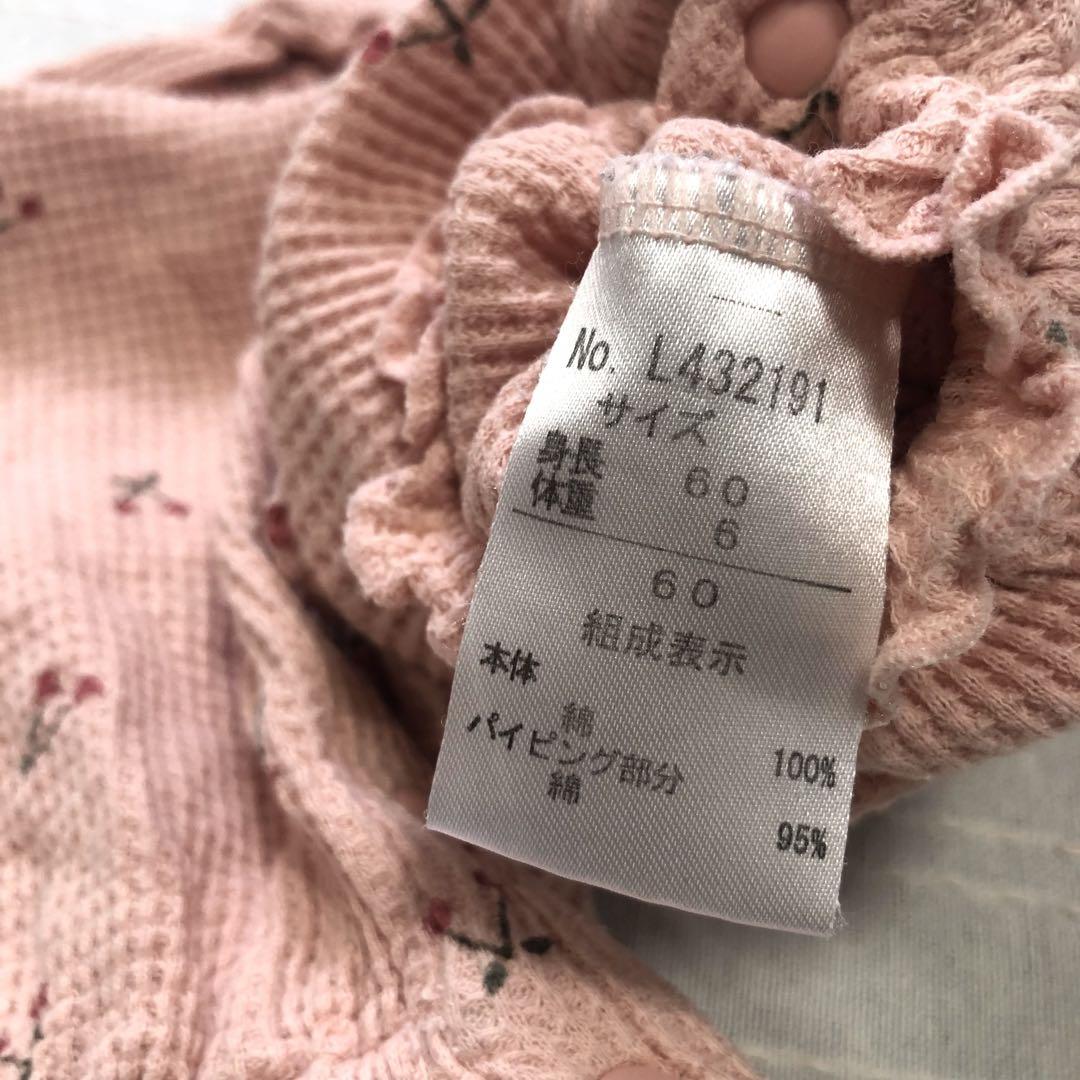 No. L432191
サイズ
身長 60
体重 6
60
組成表示
本体
綿 100%
パイピング部分
綿 95%